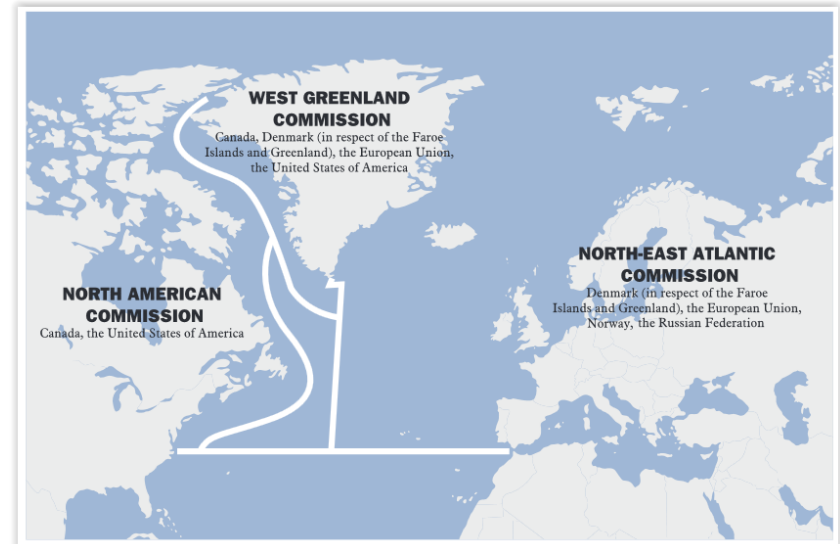 WEST GREENLAND
COMMISSION
Canada, Denmark (in respect of the Faroe
Islands and Greenland), the European Union,
the United States of America
NORTH AMERICAN
COMMISSION
Canada, the United States of America
NORTH-EAST ATLANTIC
COMMISSION
Denmark (in respect of the Faroe
Islands and Greenland), the European Union,
Norway, the Russian Federation